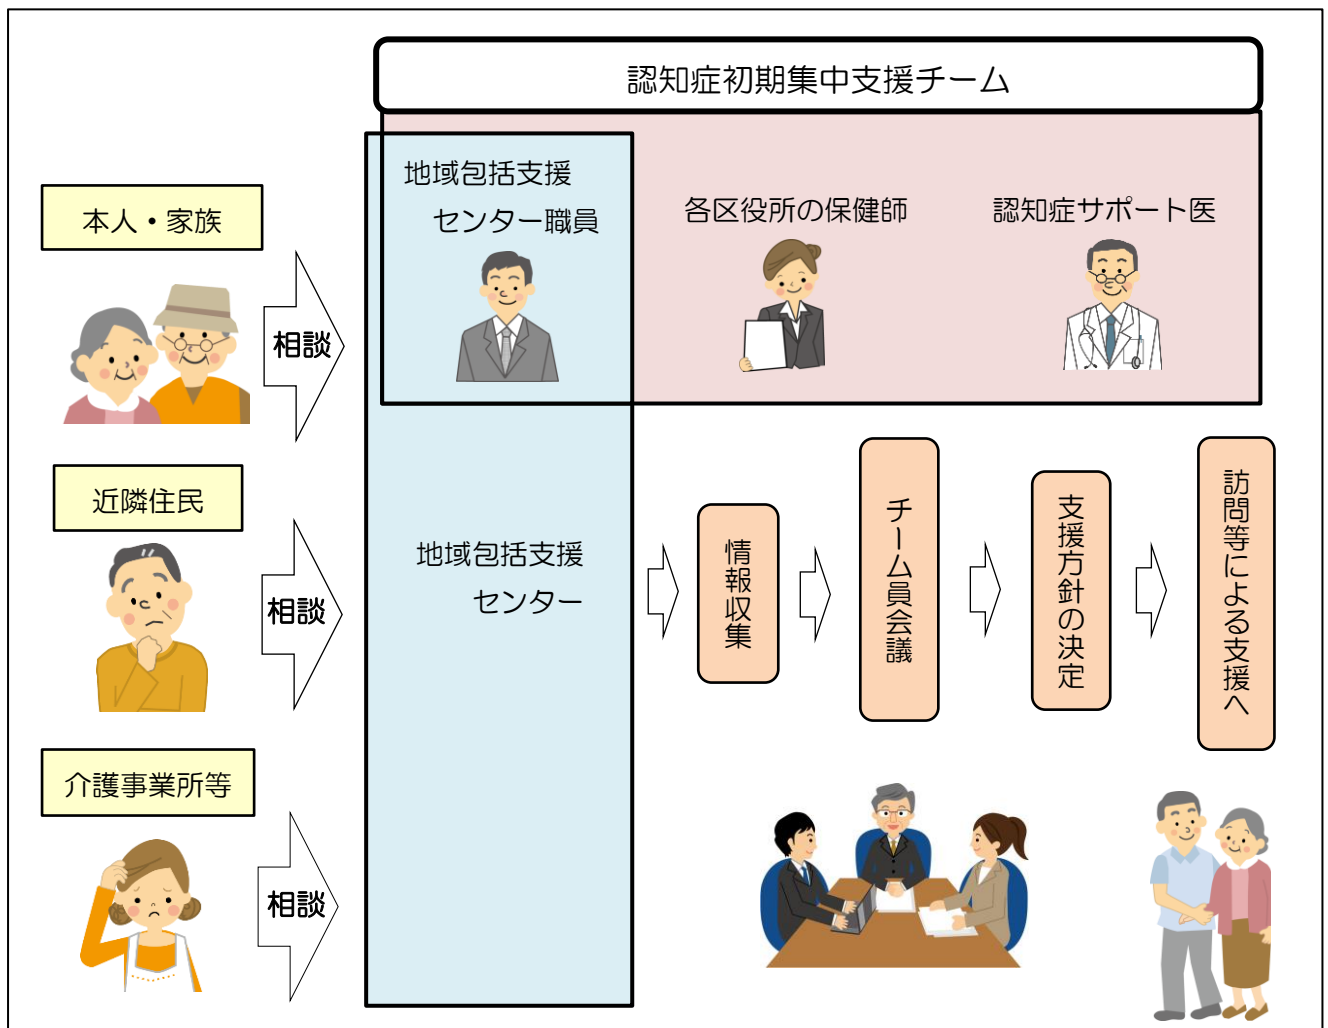 認知症初期集中支援チーム
地域包括支援
センター職員
各区役所の保健師
認知症サポート医
本人・家族
相談
近隣住民
相談
介護事業所等
相談
地域包括支援
センター
情報収集
チーム員会議
支援方針の決定
訪問等による支援へ